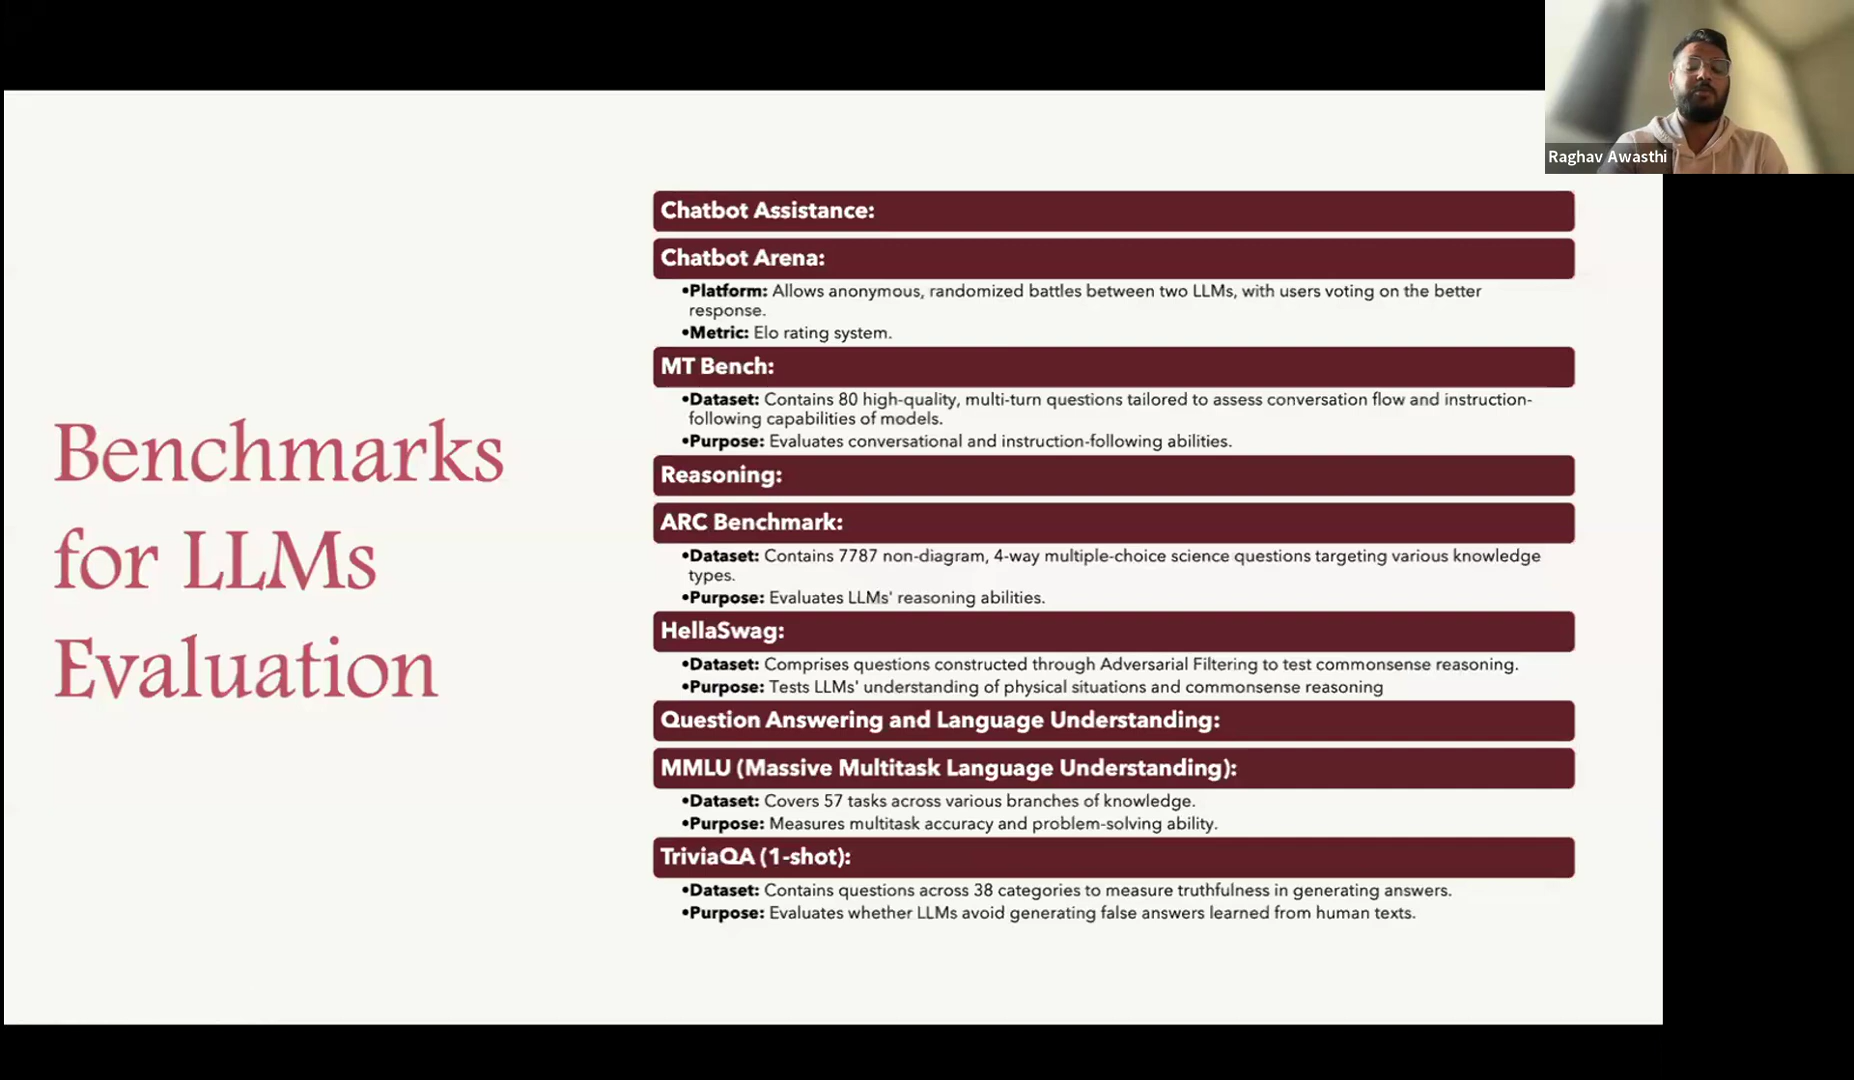 Raghav Awasthi
Benchmarks
for LLMs
Evaluation
Chatbot Assistance:
Chatbot Arena:
•Platform: Allows anonymous, randomized battles between two LLMs, with users voting on the better
response.
•Metric: Elo rating system.
MT Bench:
•Dataset: Contains 80 high-quality, multi-turn questions tailored to assess conversation flow and instruction-
following capabilities of models.
•Purpose: Evaluates conversational and instruction-following abilities.
Reasoning:
ARC Benchmark:
•Dataset: Contains 7787 non-diagram, 4-way multiple-choice science questions targeting various knowledge
types.
•Purpose: Evaluates LLMs' reasoning abilities.
HellaSwag:
•Dataset: Comprises questions constructed through Adversarial Filtering to test commonsense reasoning.
•Purpose: Tests LLMs' understanding of physical situations and commonsense reasoning
Question Answering and Language Understanding:
MMLU (Massive Multitask Language Understanding):
•Dataset: Covers 57 tasks across various branches of knowledge.
•Purpose: Measures multitask accuracy and problem-solving ability.
TriviaQA (1-shot):
•Dataset: Contains questions across 38 categories to measure truthfulness in generating answers.
•Purpose: Evaluates whether LLMs avoid generating false answers learned from human texts.